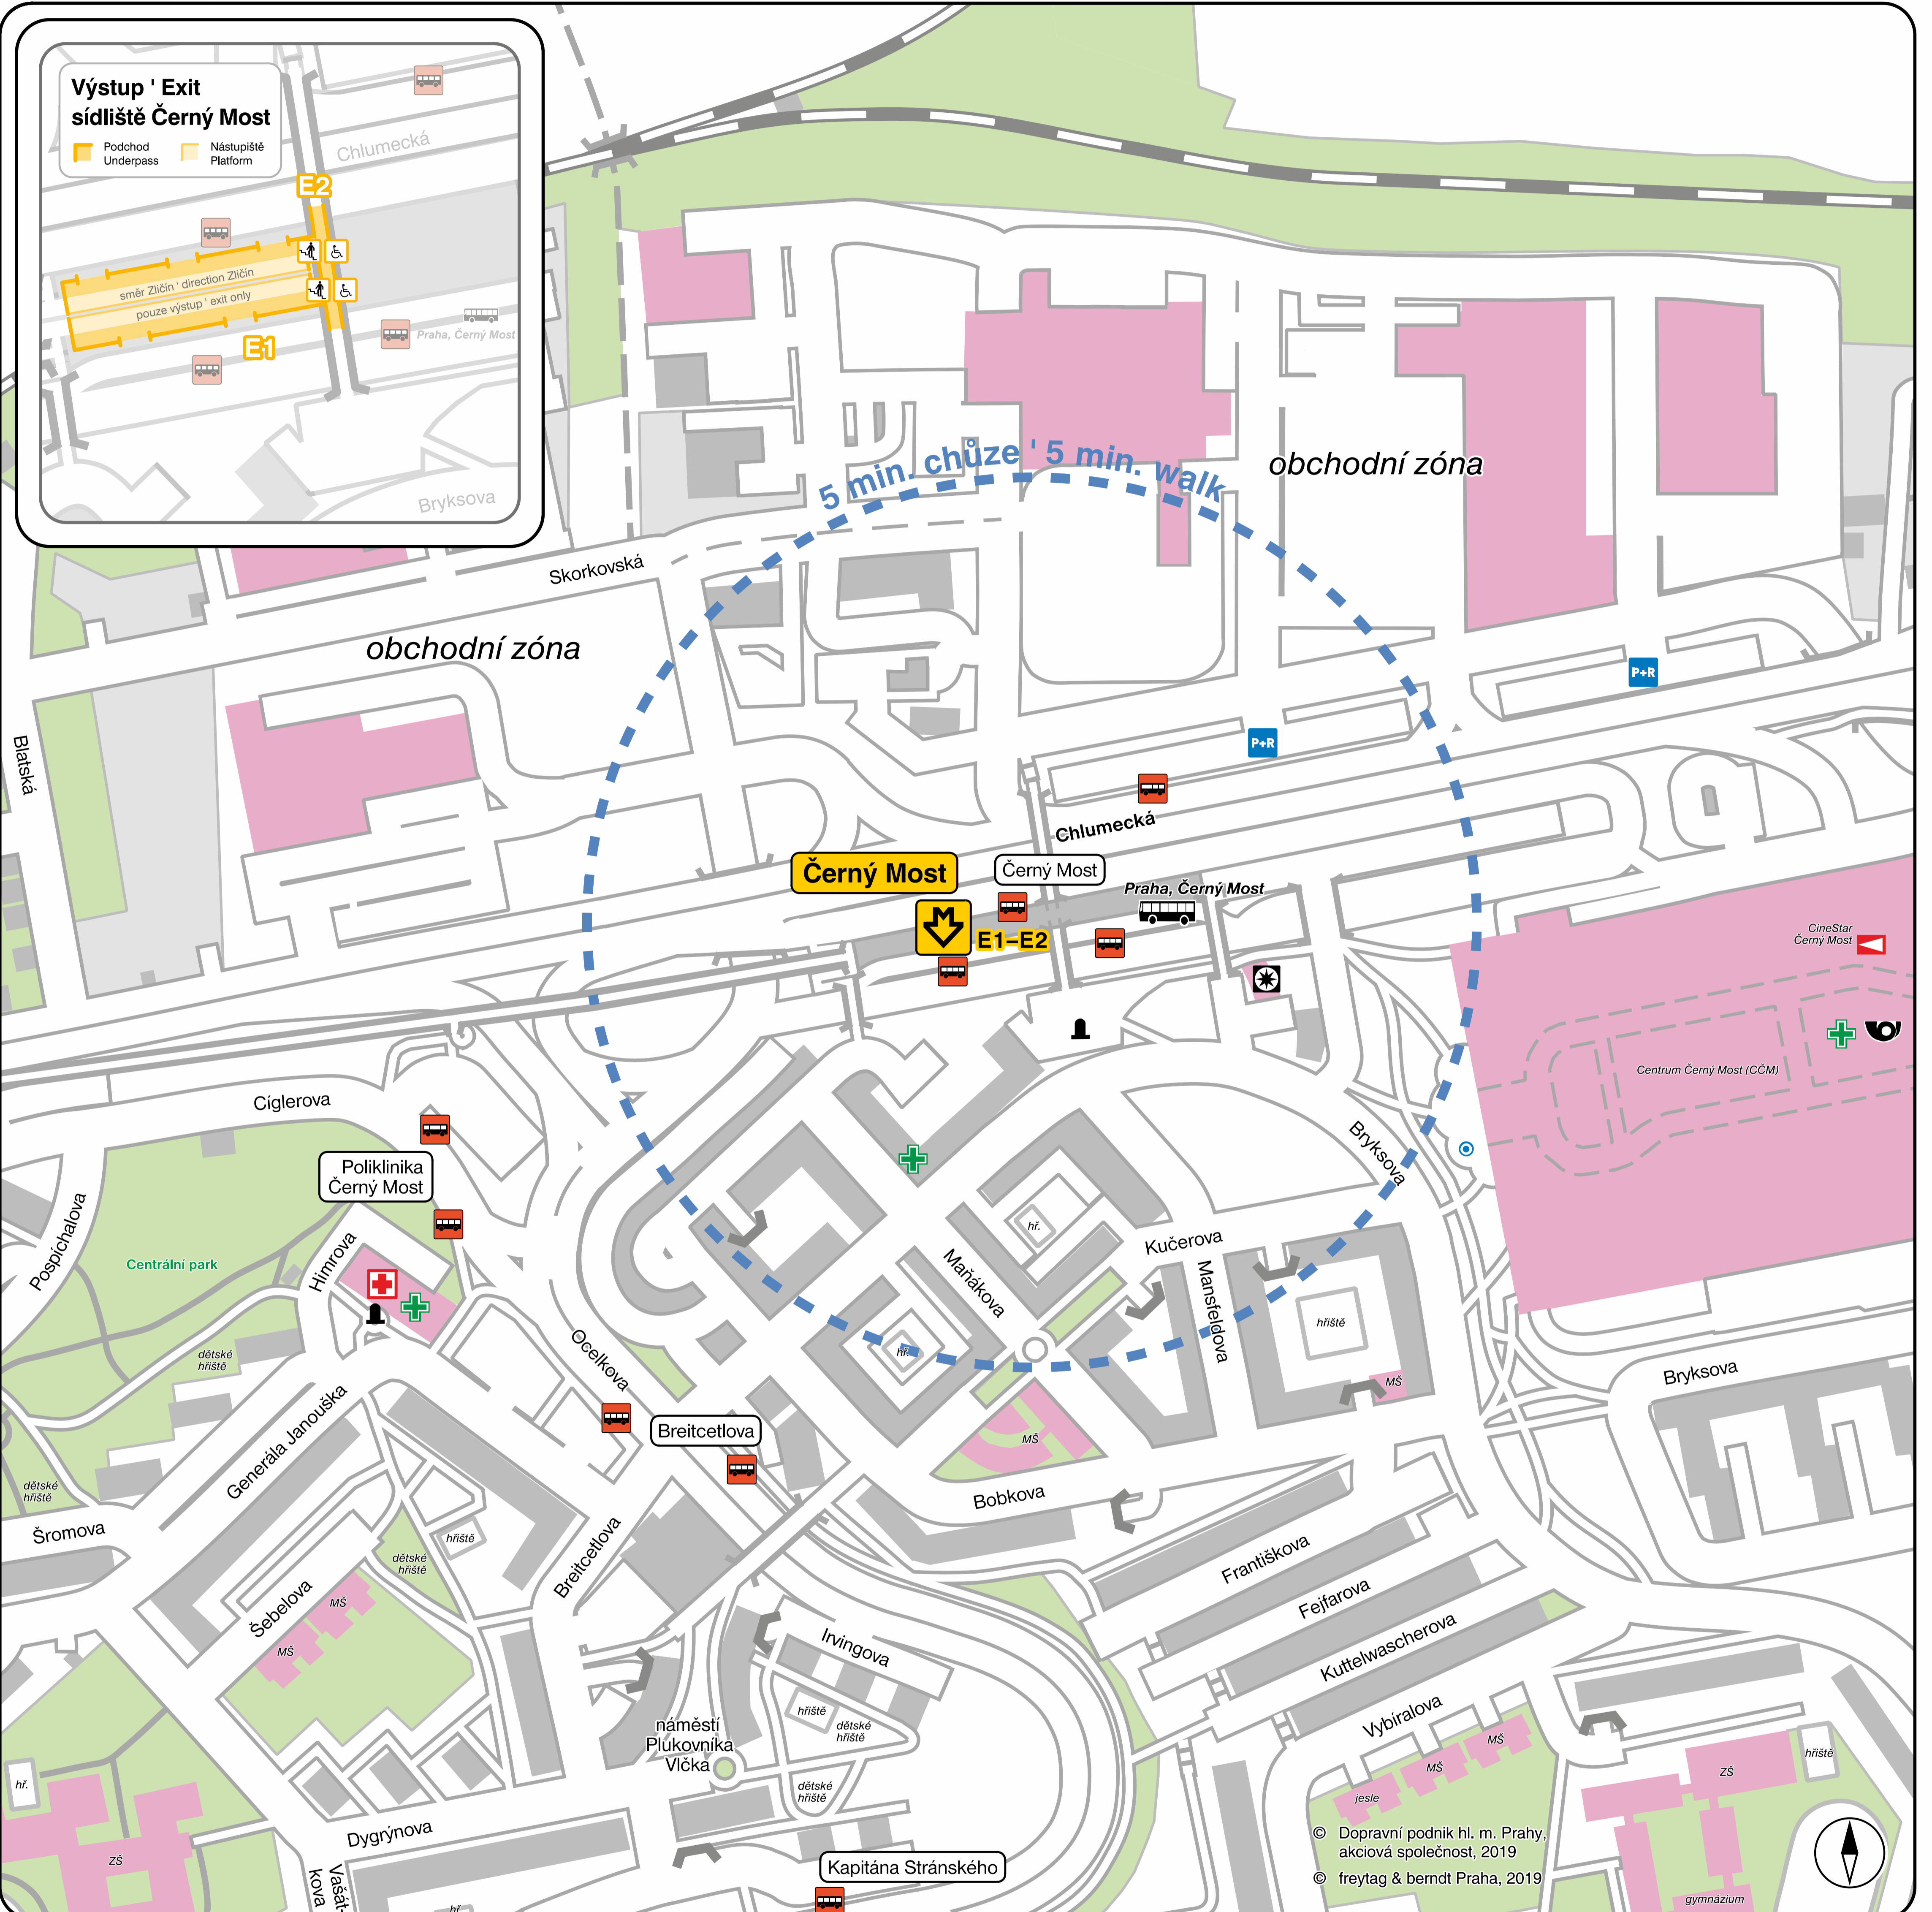 Výstup ' Exit
sídliště Černý Most
Podchod
Underpass
Nástupiště
Platform
Chlumecká
E2
směr Zličín ' direction Zličín
pouze výstup ' exit only
E1
Praha, Černý Most
Bryksova
5 min. chůze ' 5 min. walk
obchodní zóna
Skorkovská
obchodní zóna
P+R
P+R
Blatská
Chlumecká
Černý Most
Černý Most
Praha, Černý Most
E1–E2
CineStar
Černý Most
Centrum Černý Most (CČM)
Cíglerova
Bryksova
Poliklinika
Černý Most
Pospíchalova
Centrální park
Himrova
hř.
Kučerova
Maňákova
Mansfeldova
hřiště
hř.
MŠ
Bryksova
dětské
hřiště
Ocelkova
Generála Janouška
Breitcetlova
MŠ
dětské
hřiště
Bobkova
Šromova
hřiště
dětské
hřiště
Breitcetlova
Františkova
Fejfarova
Šebelova
MŠ
MŠ
Kuttelwascherova
Irvingova
Vybíralova
hřiště
dětské
hřiště
náměstí
Plukovníka
Vlčka
MŠ
MŠ
jesle
ZŠ
hřiště
hř.
dětské
hřiště
Dygrýnova
ZŠ
Vašát-
kova
hř.
Kapitána Stránského
© Dopravní podnik hl. m. Prahy,
akciová společnost, 2019
© freytag & berndt Praha, 2019
gymnázium